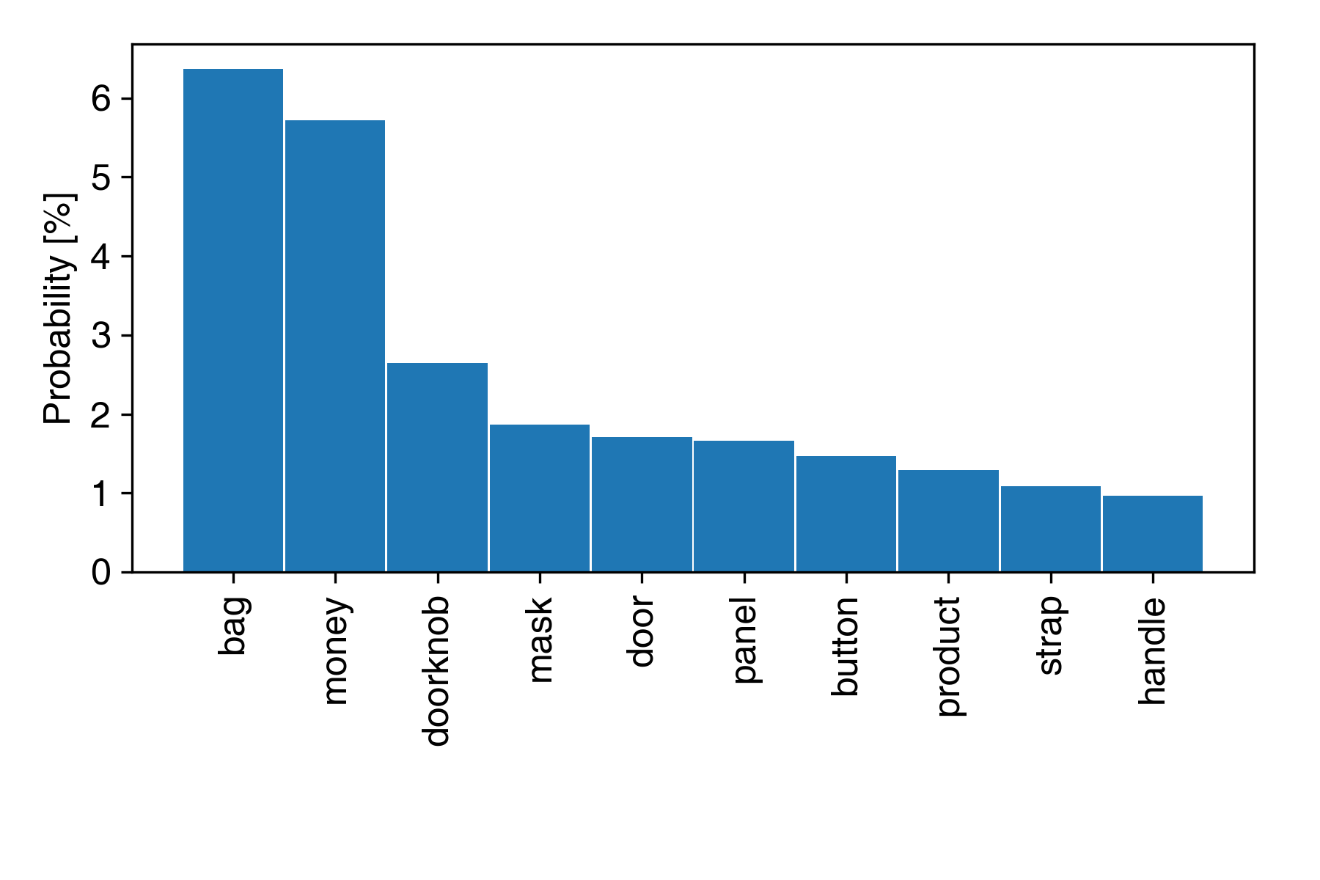 Probability [%]
6
5
4
3
2
1
0
bag
money
doorknob
mask
door
panel
button
product
strap
handle